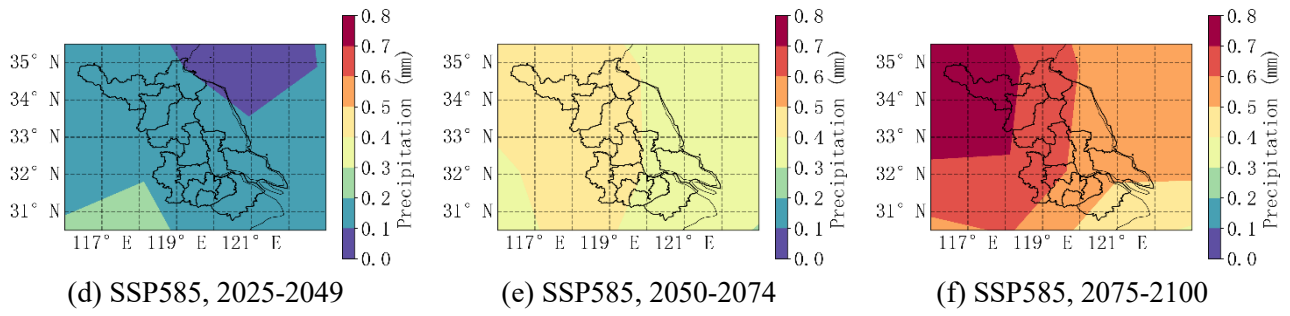 0.8
0.7
0.6
0.5
0.4
0.3
0.2
0.1
0.0
Precipitation (mm)
35° N
34° N
33° N
32° N
31° N
117° E 119° E 121° E
(d) SSP585, 2025-2049
0.8
0.7
0.6
0.5
0.4
0.3
0.2
0.1
0.0
Precipitation (mm)
35° N
34° N
33° N
32° N
31° N
117° E 119° E 121° E
(e) SSP585, 2050-2074
0.8
0.7
0.6
0.5
0.4
0.3
0.2
0.1
0.0
Precipitation (mm)
35° N
34° N
33° N
32° N
31° N
117° E 119° E 121° E
(f) SSP585, 2075-2100